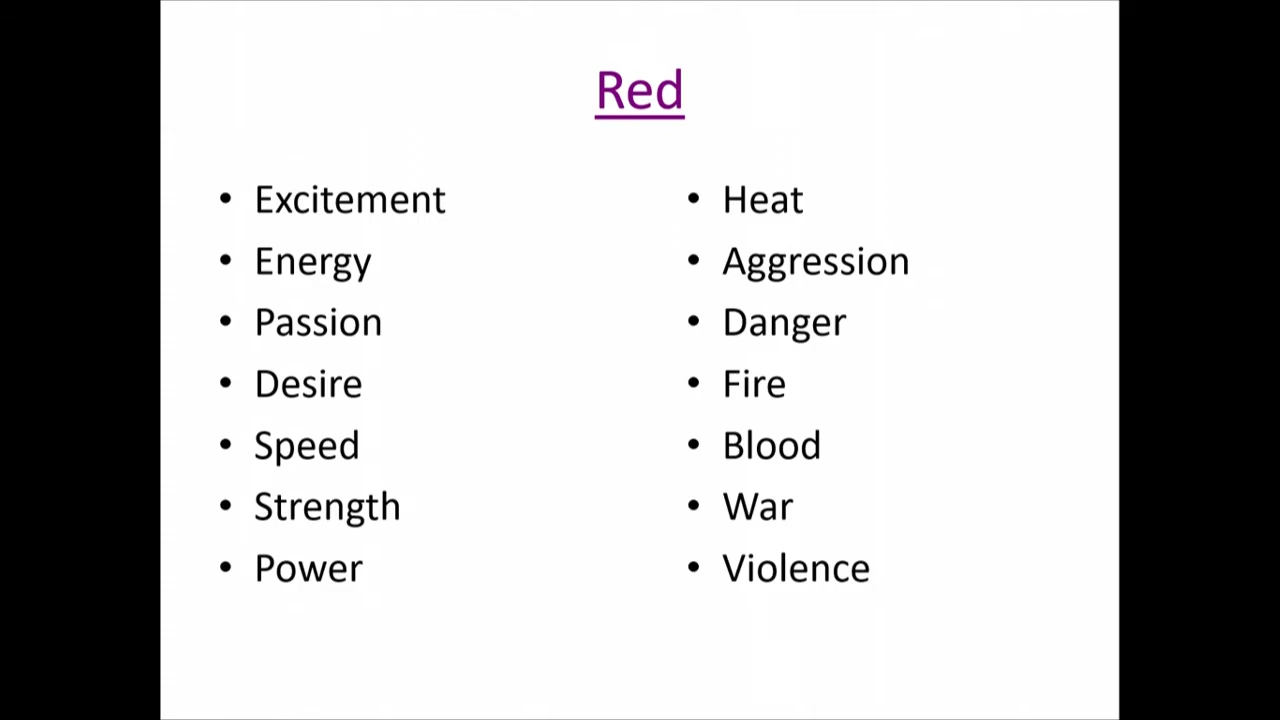 Red
• Excitement
• Energy
• Passion
• Desire
• Speed
• Strength
• Power
• Heat
• Aggression
• Danger
• Fire
• Blood
• War
• Violence